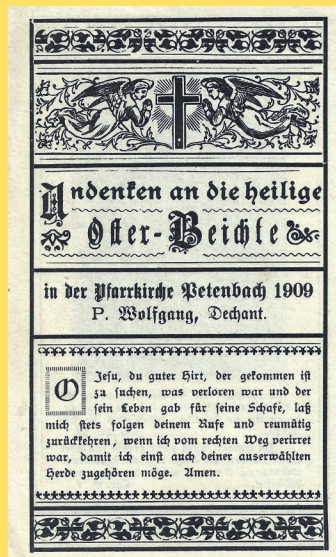 Andenken an die heilige
Oster-Beichte
in der Pfarrkirche Petenbach 1909
P. Wolfgang, Dechant.
O Jesu, du guter Hirt, der gekommen ist
zu suchen, was verloren war und der
sein Leben gab für seine Schafe, laß
mich stets folgen deinem Rufe und reumütig
zurückkehren, wenn ich vom rechten Weg verirret
war, damit ich einst auch deiner auserwählten
Herde zugehören möge. Amen.